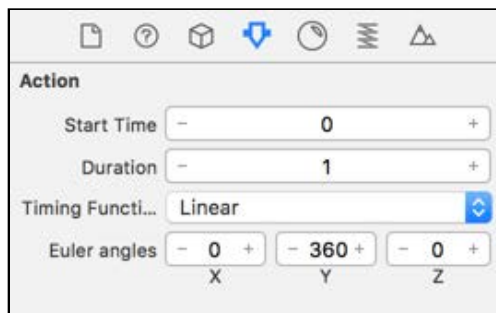 Action
Start Time − 0 +
Duration − 1 +
Timing Functi... Linear
Euler angles − 0 + − 360 + − 0 +
X Y Z